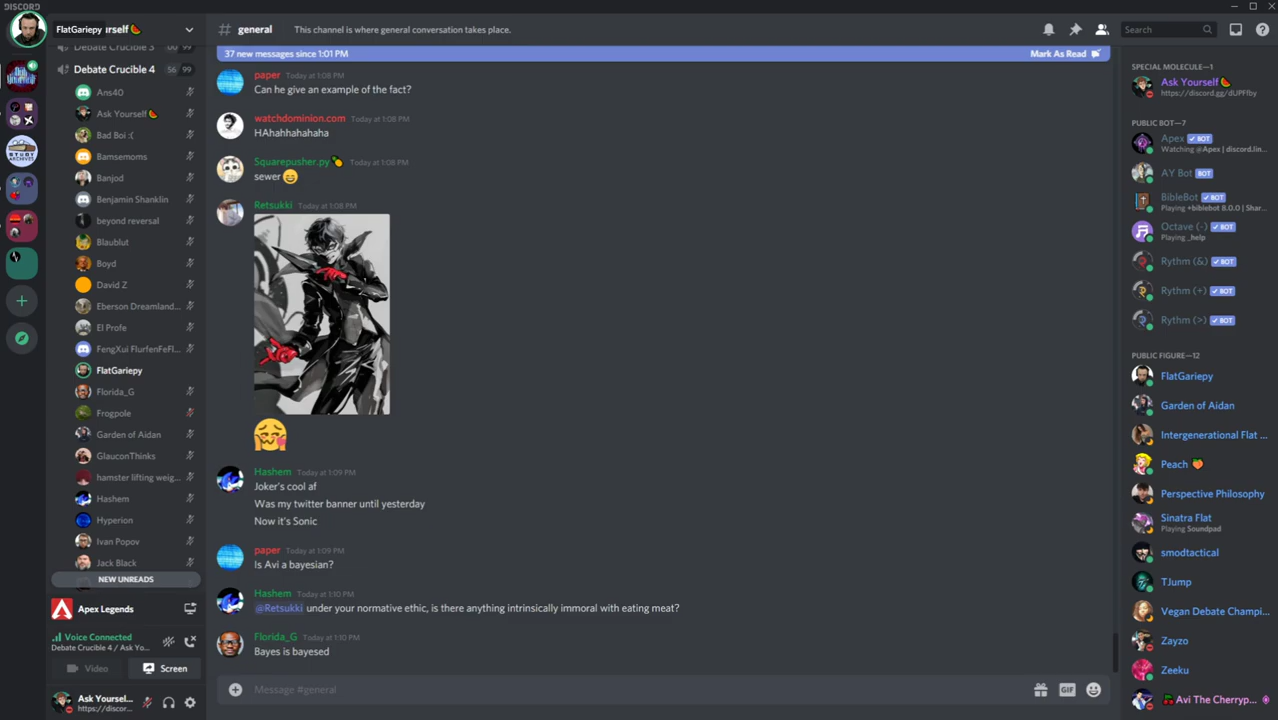 DISCORD
FlatGariepy
rself
# general
This channel is where general conversation takes place.
Search
Debate Crucible 3
00 99
Debate Crucible 4
56 99
Ans40
Ask Yourself
Bad Boi :(
Bamsemoms
Banjod
Benjamin Shanklin
beyond reversal
Blaublut
Boyd
David Z
Eberson Dreamland...
El Profe
FengXui FlurfenFeFl...
FlatGariepy
Florida_G
Frogpole
Garden of Aidan
GlauconThinks
hamster lifting weig...
Hashem
Hyperion
Ivan Popov
Jack Black
NEW UNREADS
Apex Legends
Voice Connected
Debate Crucible 4 / Ask Yo...
Video
Screen
Ask Yoursel...
https://discor...
37 new messages since 1:01 PM
Mark As Read
paper Today at 1:08 PM
Can he give an example of the fact?
watchdominion.com Today at 1:08 PM
HAhahhahahaha
Squarepusher.py Today at 1:08 PM
sewer
Retsukki Today at 1:08 PM
Hashem Today at 1:09 PM
Joker's cool af
Was my twitter banner until yesterday
Now it's Sonic
paper Today at 1:09 PM
Is Avi a bayesian?
Hashem Today at 1:10 PM
@Retsukki under your normative ethic, is there anything intrinsically immoral with eating meat?
Florida_G Today at 1:10 PM
Bayes is bayesed
Message #general
GIF
SPECIAL MOLECULE—1
Ask Yourself
https://discord.gg/dUPFfby
PUBLIC BOT—7
Apex BOT
Watching @Apex | discord.lin...
AY Bot BOT
BibleBot BOT
Playing +biblebot 8.0.0 | Shar...
Octave (-) BOT
Playing _help
Rythm (&) BOT
Rythm (+) BOT
Rythm (>) BOT
PUBLIC FIGURE—12
FlatGariepy
Garden of Aidan
Intergenerational Flat ...
Peach
Perspective Philosophy
Sinatra Flat
Playing Soundpad
smodtactical
TJump
Vegan Debate Champi...
Zayzo
Zeeku
Avi The Cherryp...